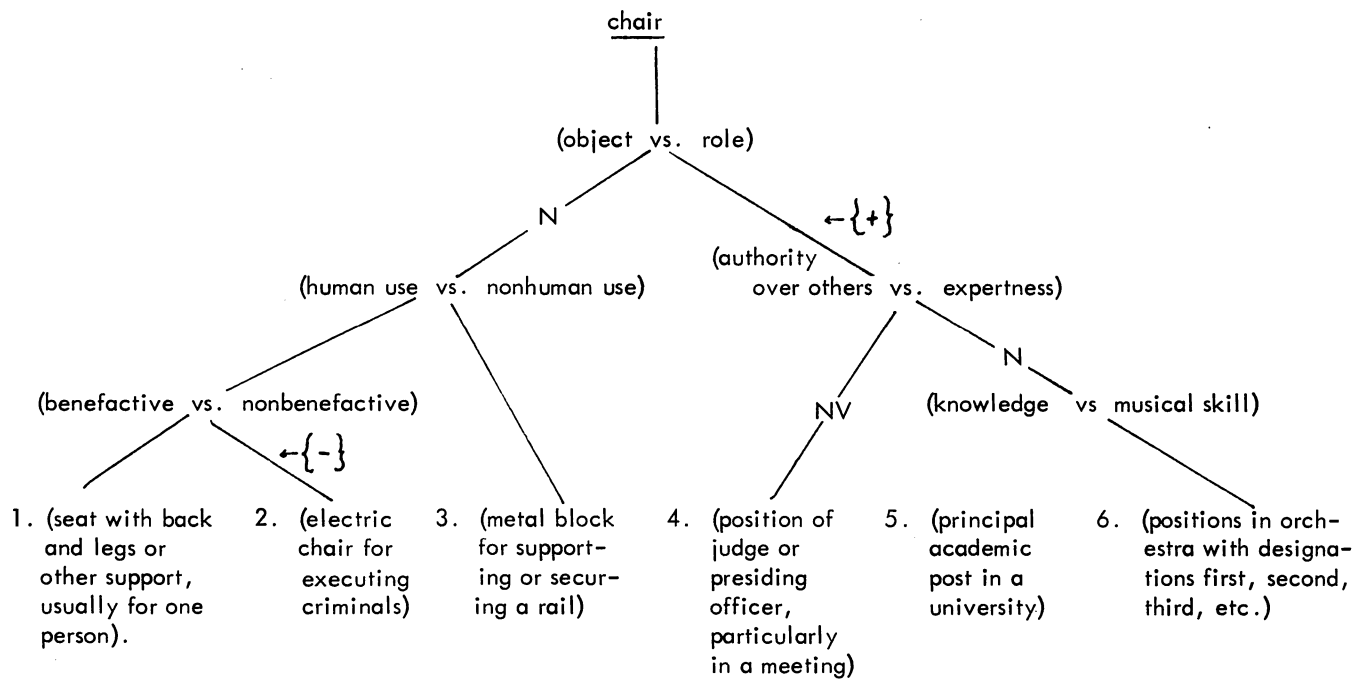 chair
(object vs. role)
N
←{+}
(authority
over others vs. expertness)
(human use vs. nonhuman use)
N
(benefactive vs. nonbenefactive)
NV
(knowledge vs musical skill)
←{-}
1. (seat with back
and legs or
other support,
usually for one
person).
2. (electric
chair for
executing
criminals)
3. (metal block
for support-
ing or secur-
ing a rail)
4. (position of
judge or
presiding
officer,
particularly
in a meeting)
5. (principal
academic
post in a
university)
6. (positions in orch-
estra with designa-
tions first, second,
third, etc.)